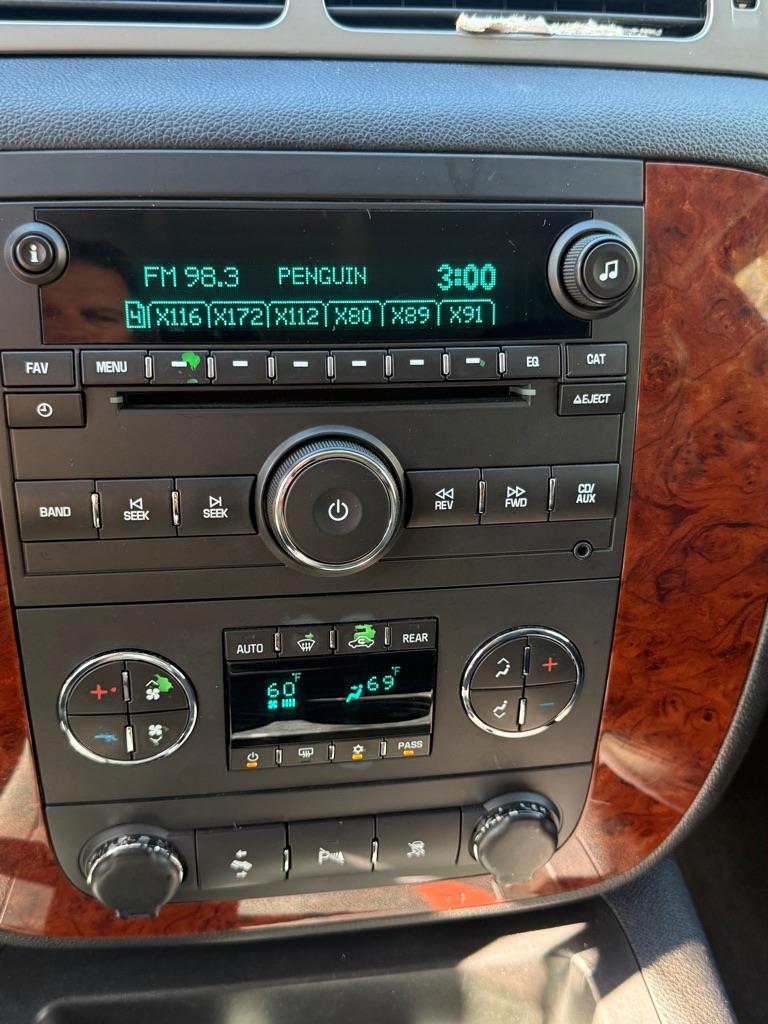 FM 98.3 PENGUIN 3:00
4 X116 X172 X112 X80 X89 X91
FAV MENU EQ CAT
EJECT
BAND SEEK SEEK REV FWD CD/AUX
AUTO REAR
60°F 69°F
PASS